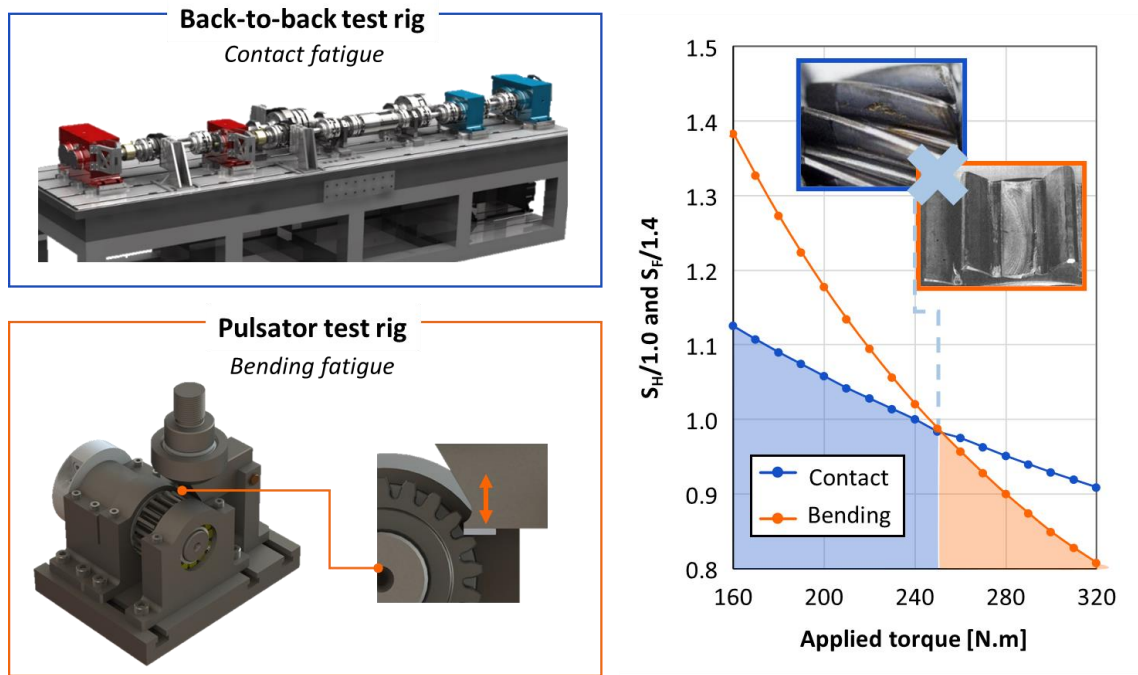 Back-to-back test rig
Contact fatigue
Pulsator test rig
Bending fatigue
S_H/1.0 and S_F/1.4
1.5
1.4
1.3
1.2
1.1
1.0
0.9
0.8
Contact
Bending
160
200
240
280
320
Applied torque [N.m]